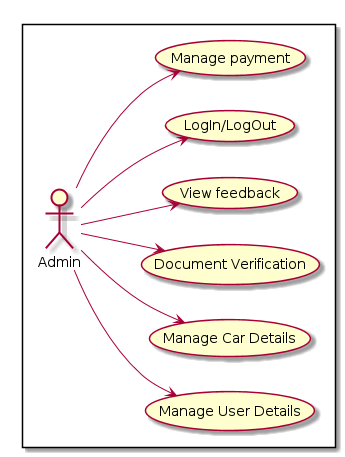 Manage payment
LogIn/LogOut
View feedback
Admin
Document Verification
Manage Car Details
Manage User Details